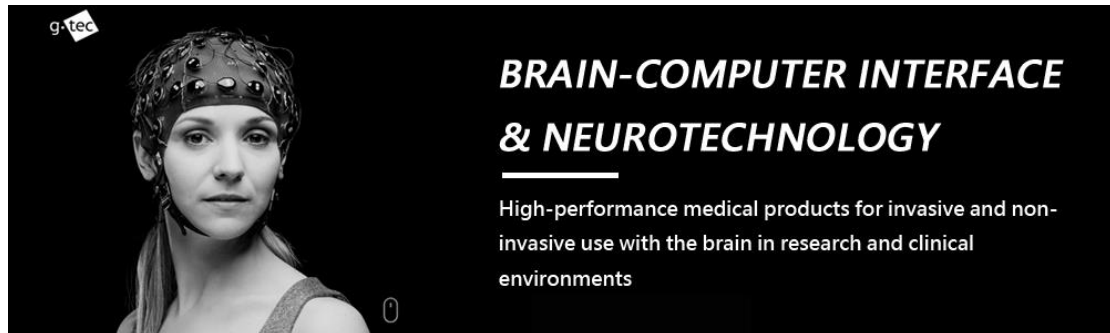 g.tec
BRAIN-COMPUTER INTERFACE
& NEUROTECHNOLOGY
High-performance medical products for invasive and non-
invasive use with the brain in research and clinical
environments